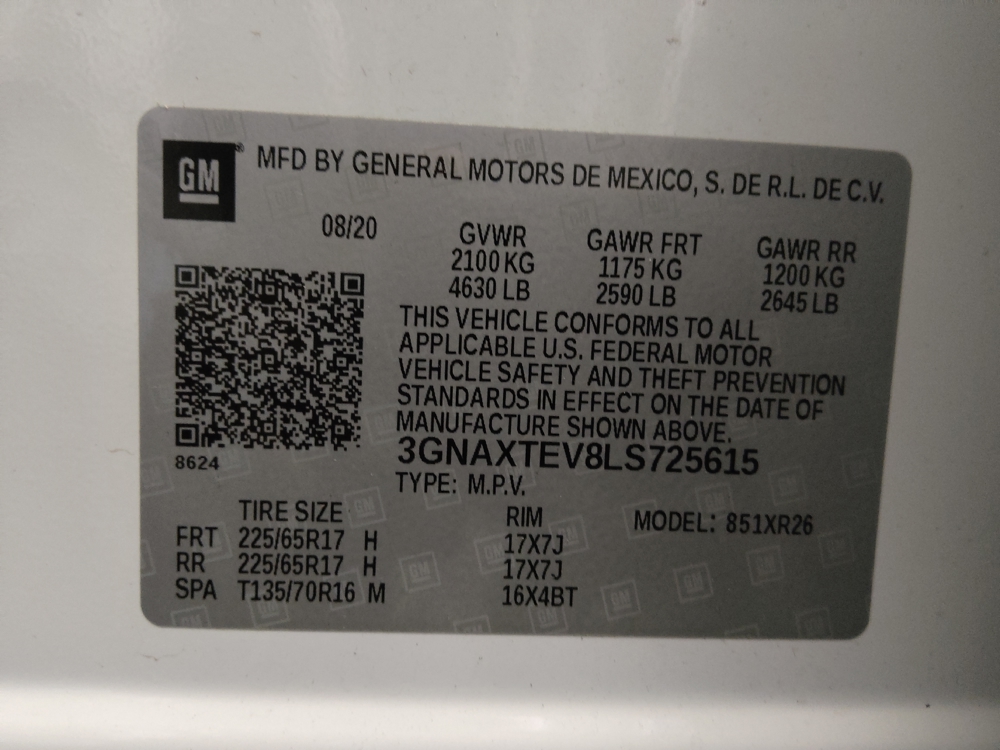 GM
MFD BY GENERAL MOTORS DE MEXICO, S. DE R.L. DE C.V.
08/20
GVWR GAWR FRT GAWR RR
2100 KG 1175 KG 1200 KG
4630 LB 2590 LB 2645 LB
THIS VEHICLE CONFORMS TO ALL
APPLICABLE U.S. FEDERAL MOTOR
VEHICLE SAFETY AND THEFT PREVENTION
STANDARDS IN EFFECT ON THE DATE OF
MANUFACTURE SHOWN ABOVE.
8624
3GNAXTEV8LS725615
TYPE: M.P.V.
TIRE SIZE RIM MODEL: 851XR26
FRT 225/65R17 H 17X7J
RR 225/65R17 H 17X7J
SPA T135/70R16 M 16X4BT